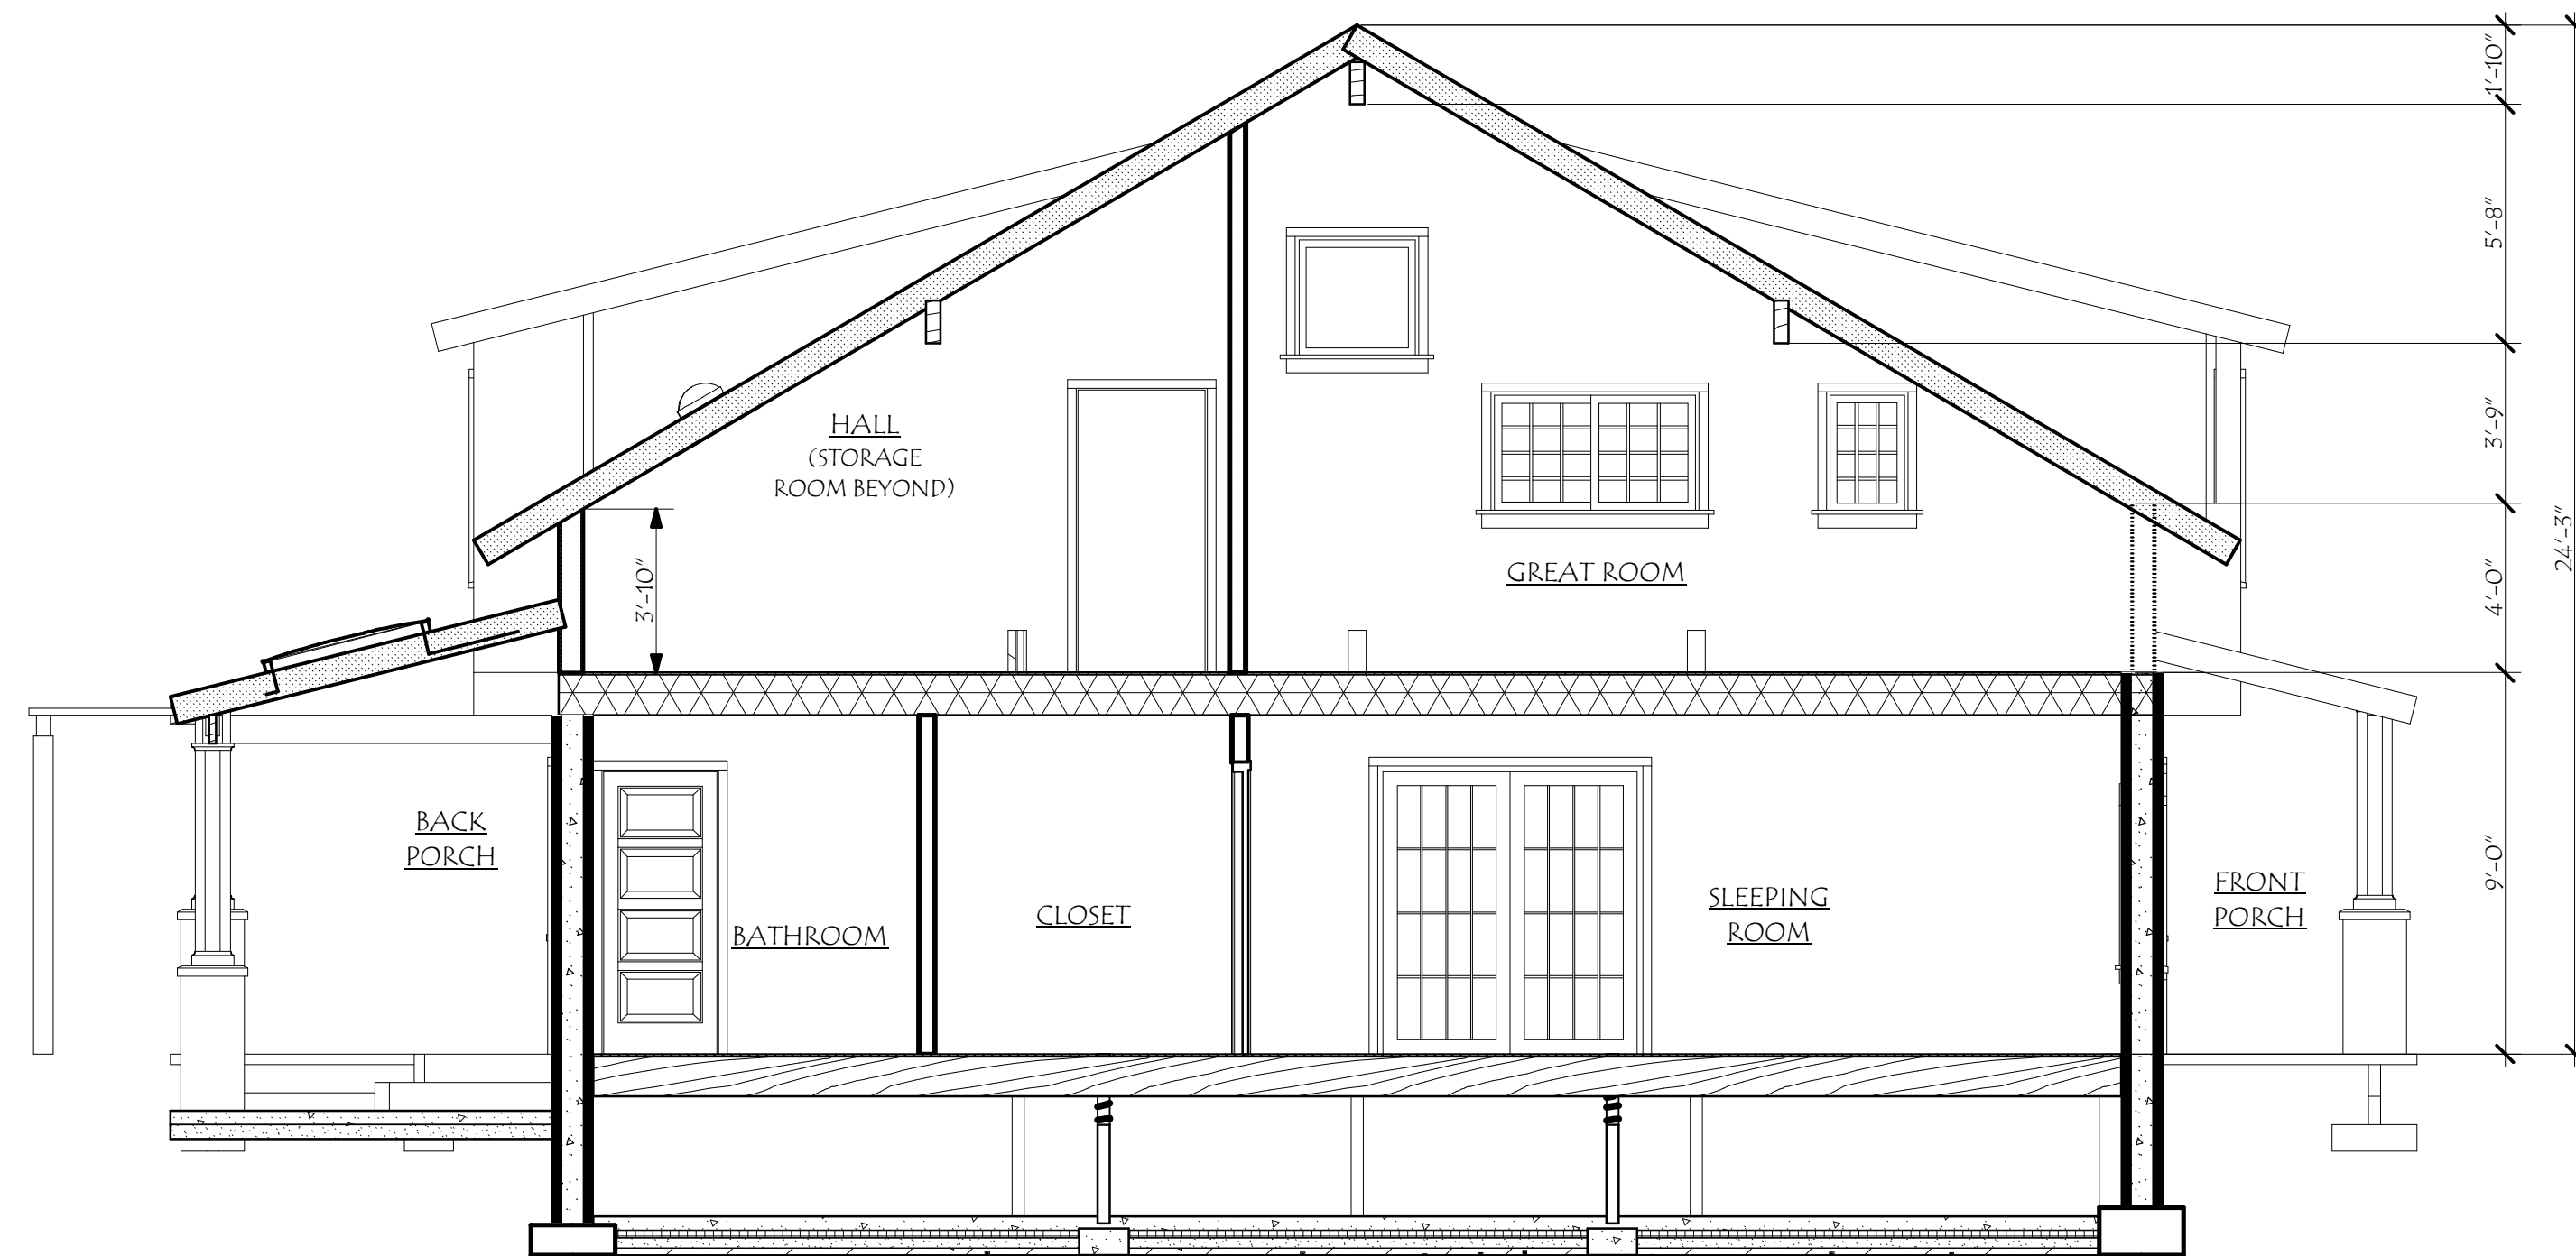 1'-10"
5'-8"
3'-9"
4'-0"
9'-0"
24'-3"
HALL
(STORAGE
ROOM BEYOND)
3'-10"
GREAT ROOM
BACK
PORCH
BATHROOM
CLOSET
SLEEPING
ROOM
FRONT
PORCH